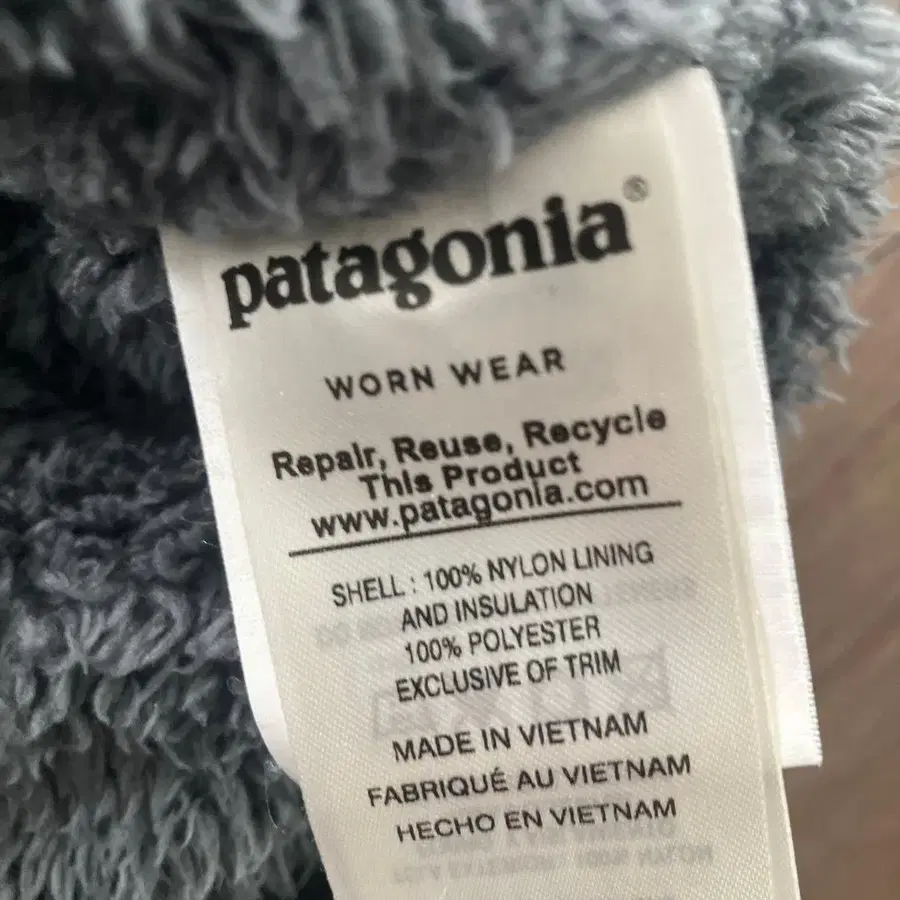 patagonia®
WORN WEAR
Repair, Reuse, Recycle
This Product
www.patagonia.com
SHELL : 100% NYLON LINING
AND INSULATION
100% POLYESTER
EXCLUSIVE OF TRIM
MADE IN VIETNAM
FABRIQUÉ AU VIETNAM
HECHO EN VIETNAM